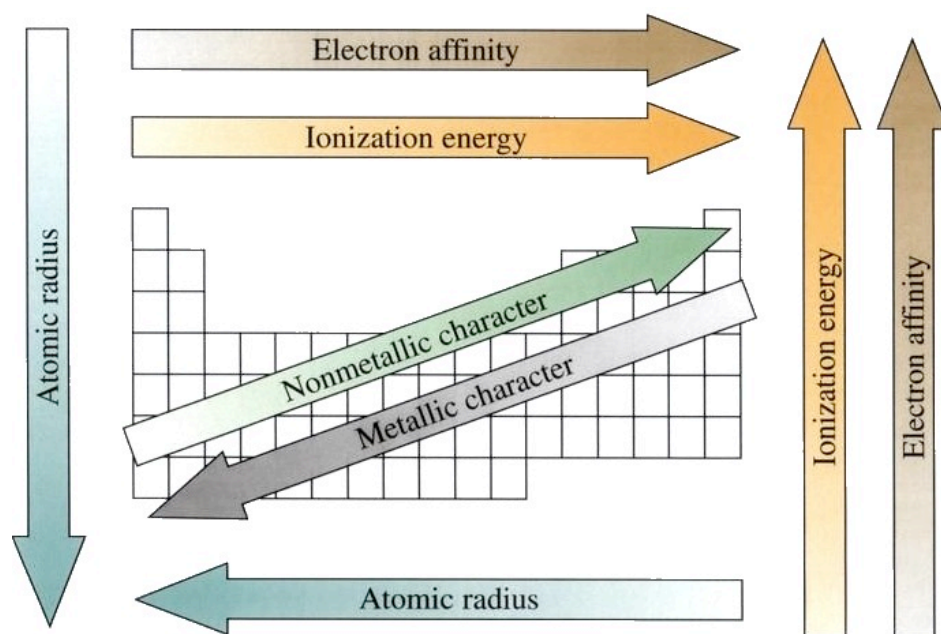 Electron affinity
Ionization energy
Atomic radius
Nonmetallic character
Metallic character
Ionization energy
Electron affinity
Atomic radius